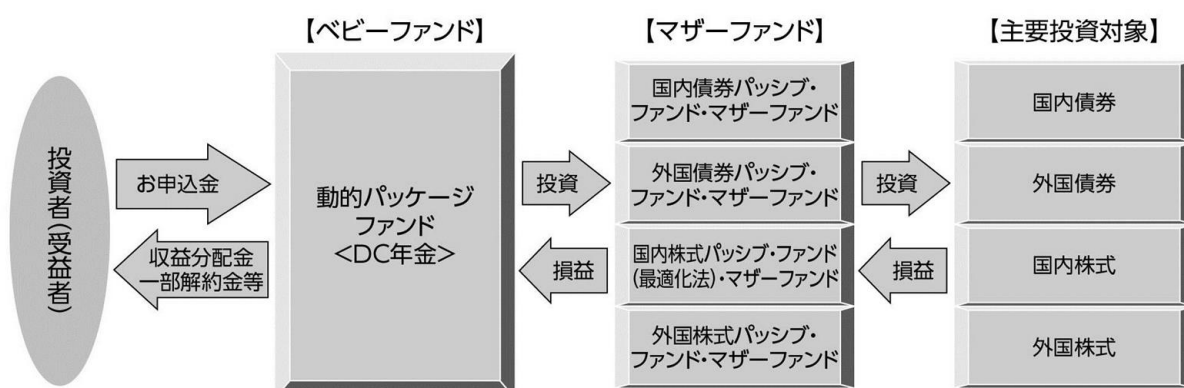 【ベビーファンド】
【マザーファンド】
【主要投資対象】
投資者(受益者)
お申込金
収益分配金
一部解約金等
動的パッケージ
ファンド
<DC年金>
投資
損益
国内債券パッシブ・
ファンド・マザーファンド
外国債券パッシブ・
ファンド・マザーファンド
国内株式パッシブ・ファンド
(最適化法)・マザーファンド
外国株式パッシブ・
ファンド・マザーファンド
投資
損益
国内債券
外国債券
国内株式
外国株式